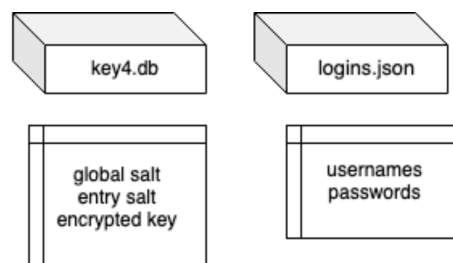 key4.db
logins.json
global salt
entry salt
encrypted key
usernames
passwords